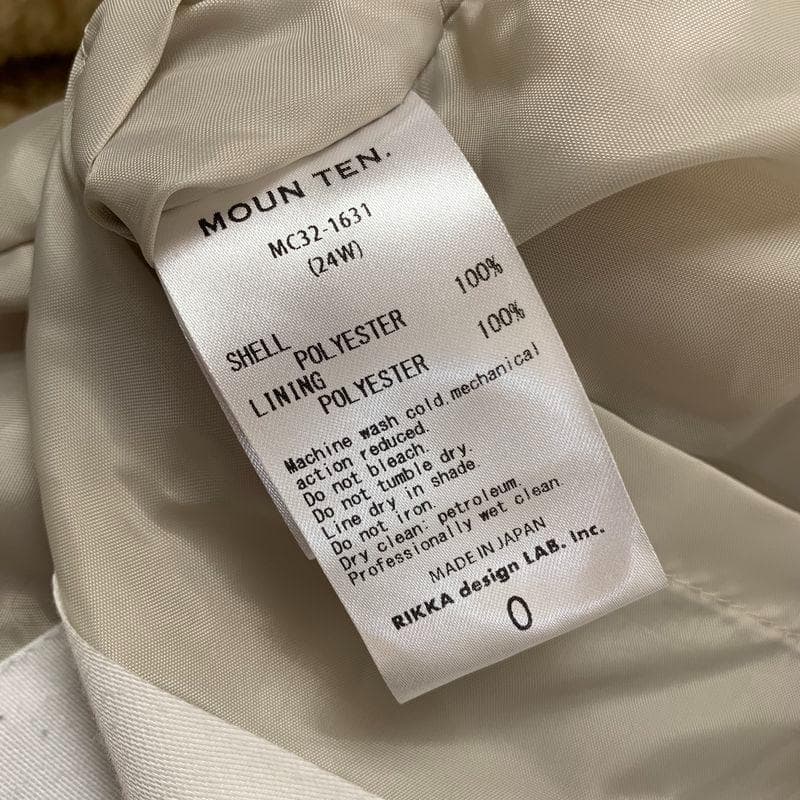 MOUN TEN.
MC32-1631
(24W)
SHELL
POLYESTER 100%
LINING
POLYESTER 100%
Machine wash cold, mechanical
action reduced.
Do not bleach.
Do not tumble dry.
Line dry in shade.
Do not iron.
Dry clean: petroleum.
Professionally wet clean.
MADE IN JAPAN
RIKKA design LAB. Inc.
0